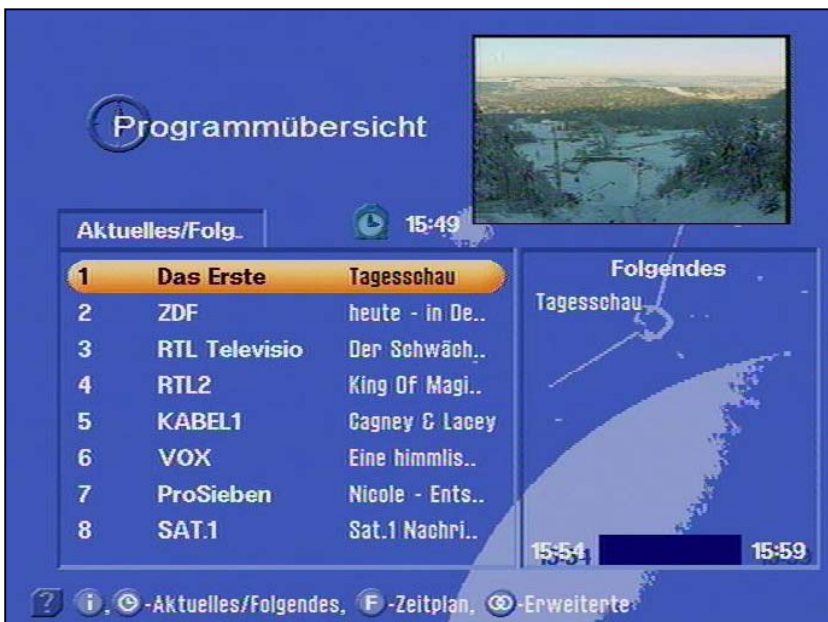 Programmübersicht
Aktuelles/Folg..
15:49
1 Das Erste Tagesschau
2 ZDF heute - in De..
3 RTL Televisio Der Schwäch..
4 RTL2 King Of Magi..
5 KABEL1 Cagney & Lacey
6 VOX Eine himmlis..
7 ProSieben Nicole - Ents..
8 SAT.1 Sat.1 Nachri..
Folgendes
Tagesschau
15:54 15:59
? i, -Aktuelles/Folgendes, F -Zeitplan, -Erweiterte